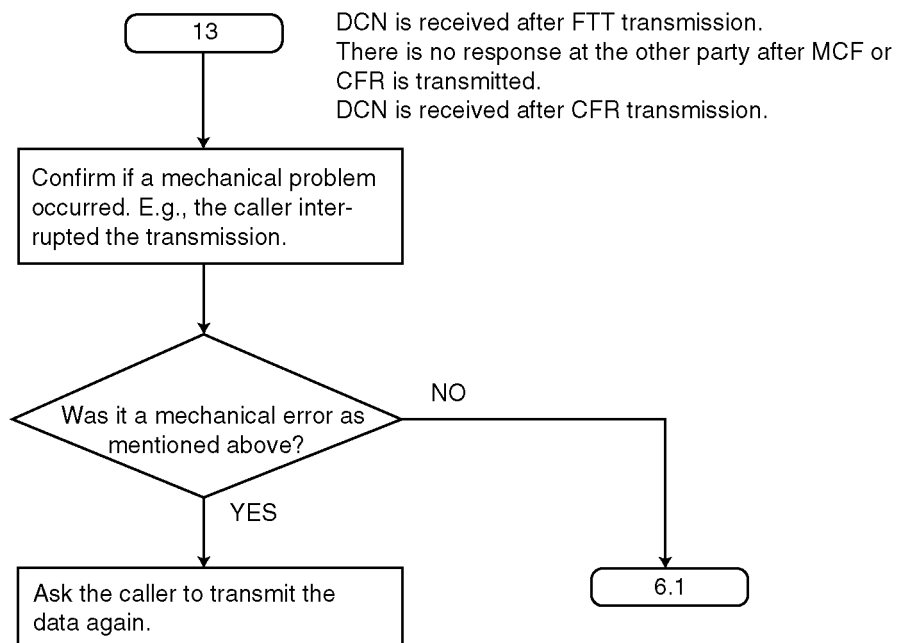 13
DCN is received after FTT transmission.
There is no response at the other party after MCF or
CFR is transmitted.
DCN is received after CFR transmission.
Confirm if a mechanical problem
occurred. E.g., the caller inter-
rupted the transmission.
Was it a mechanical error as
mentioned above?
NO
YES
Ask the caller to transmit the
data again.
6.1